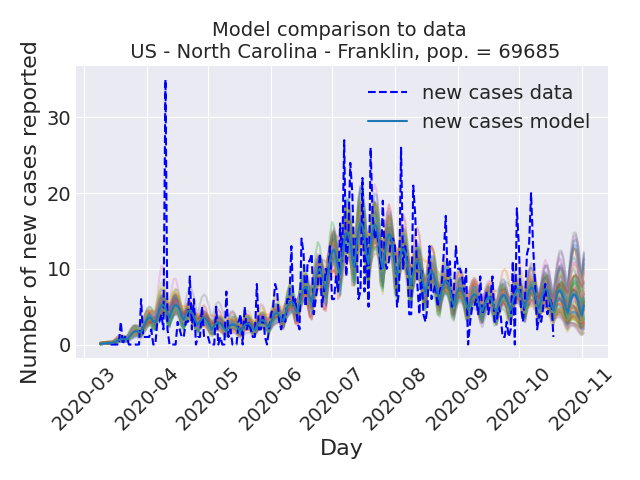 Model comparison to data
US - North Carolina - Franklin, pop. = 69685
Number of new cases reported
30
20
10
0
new cases data
new cases model
2020-03
2020-04
2020-05
2020-06
2020-07
2020-08
2020-09
2020-10
2020-11
Day